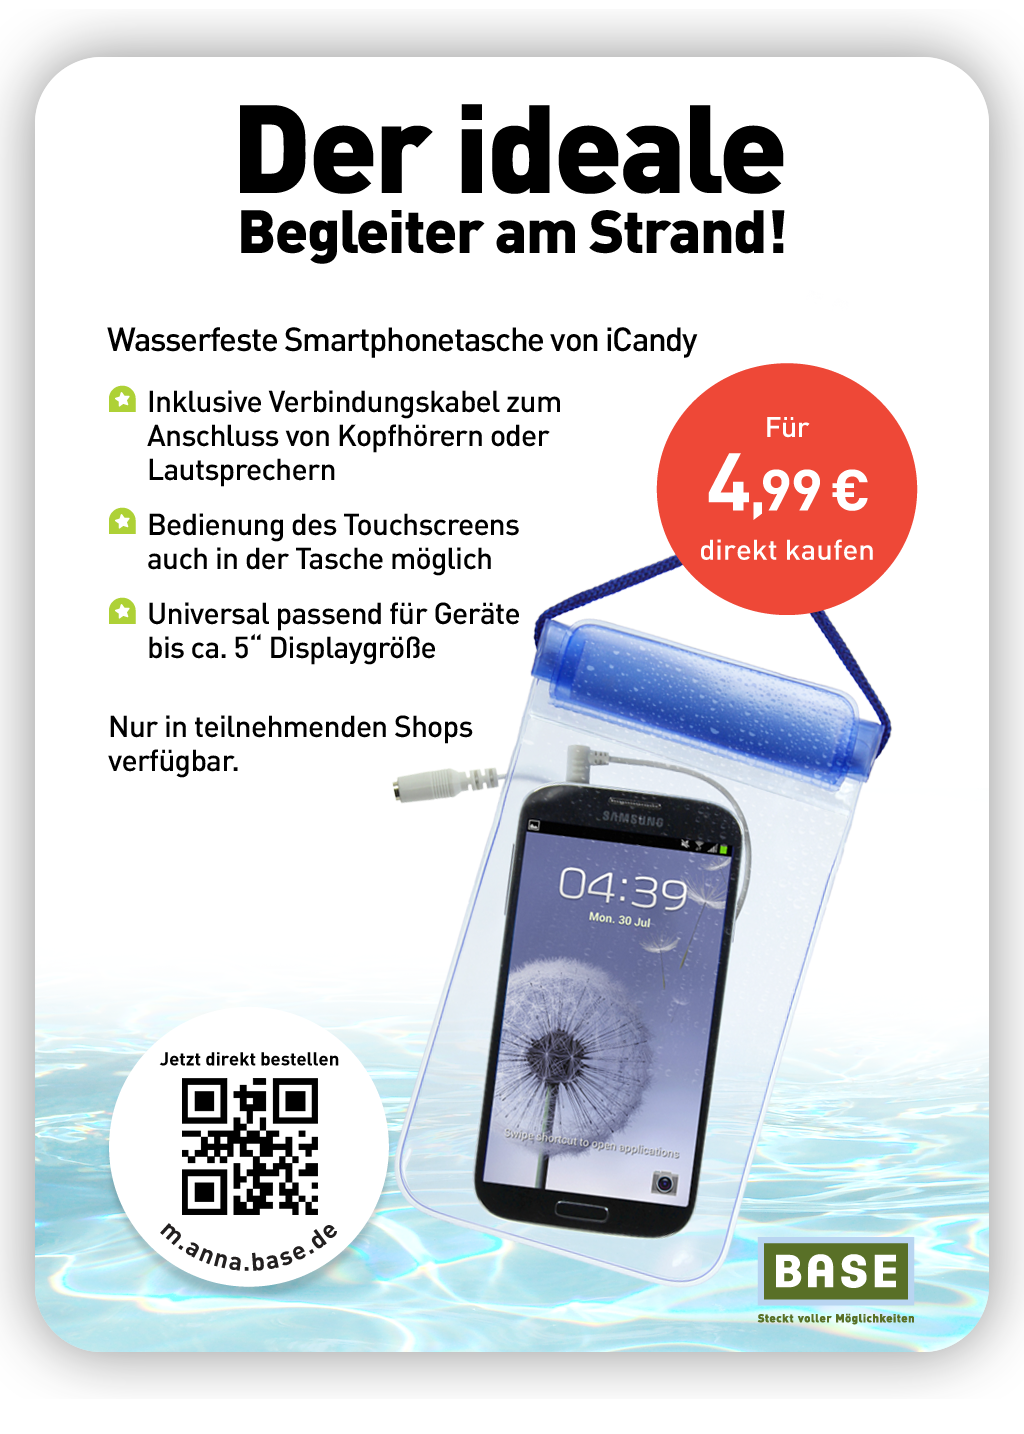 Der ideale
Begleiter am Strand!
Wasserfeste Smartphonetasche von iCandy
Inklusive Verbindungskabel zum
Anschluss von Kopfhörern oder
Lautsprechern
Bedienung des Touchscreens
auch in der Tasche möglich
Universal passend für Geräte
bis ca. 5“ Displaygröße
Nur in teilnehmenden Shops
verfügbar.
Für
4,99 €
direkt kaufen
SAMSUNG
04:39
Mon. 30 Jul
Swipe shortcut to open applications
Jetzt direkt bestellen
m.anna.base.de
BASE
Steckt voller Möglichkeiten